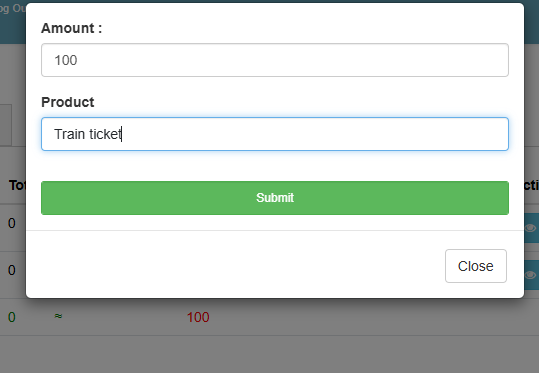 Amount :
100
Product
Train ticket
Submit
0
0
Close
0 ≈ 100